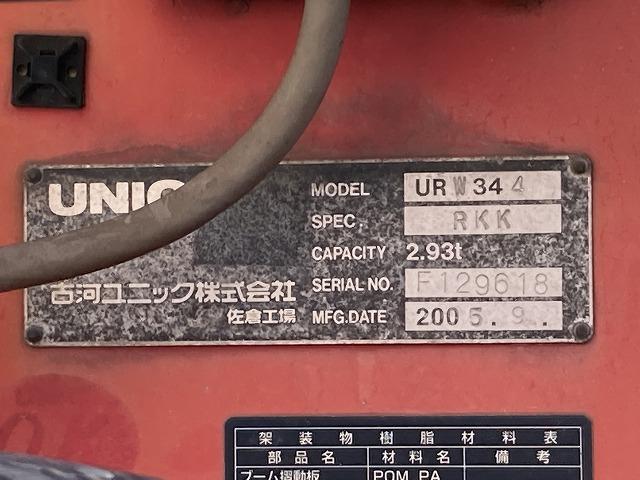 UNIC
MODEL URW344
SPEC. RKK
CAPACITY 2.93t
SERIAL NO. F129618
MFG.DATE 2005.9.
古河ユニック株式会社
佐倉工場
架装物樹脂材料表
部品名 材料名 備考
ブーム摺動板 POM,PA